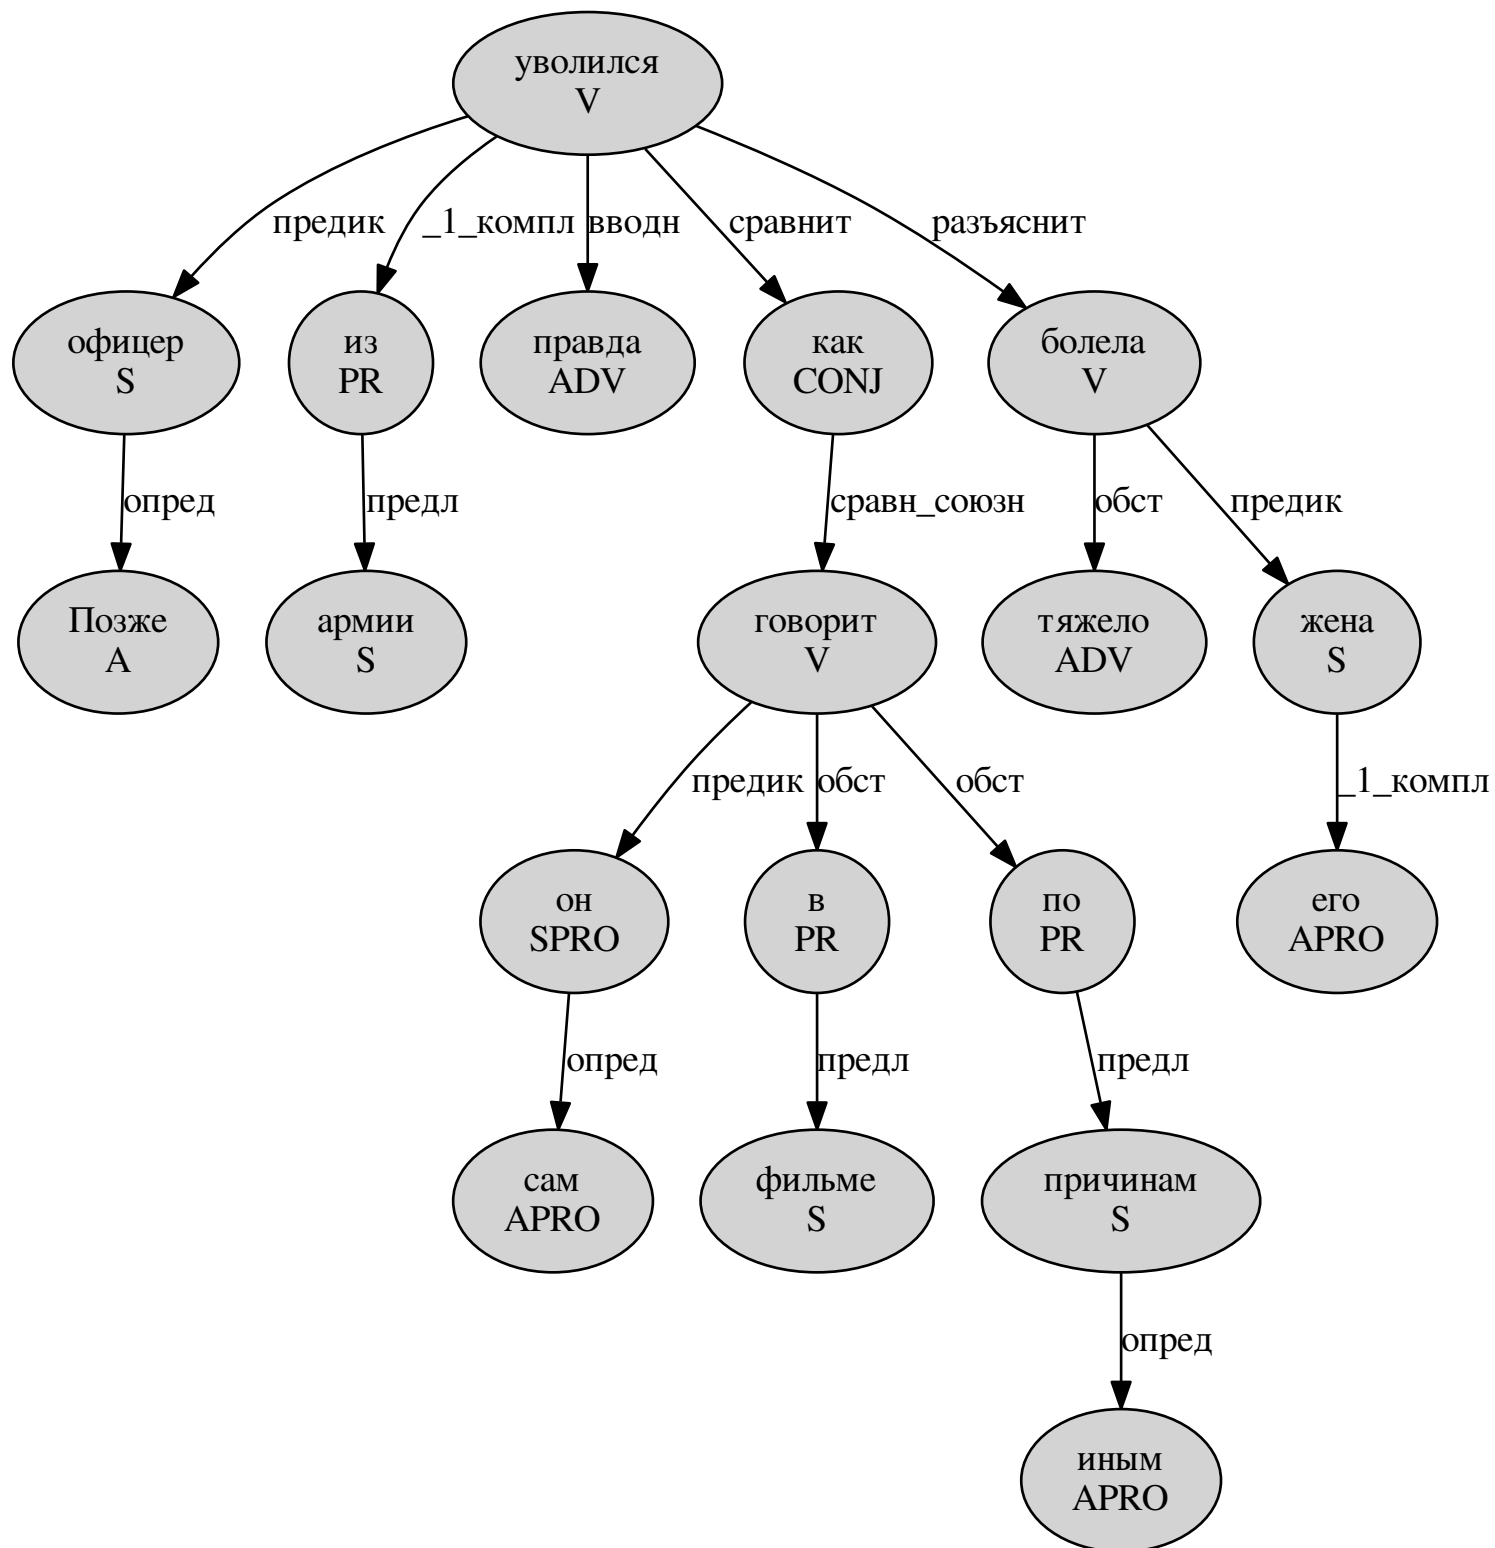 уволился
V
предик
_1_компл
вводн
сравнит
разъяснит
офицер
S
из
PR
правда
ADV
как
CONJ
болела
V
опред
предл
сравн_союзн
обст
предик
Позже
A
армии
S
говорит
V
тяжело
ADV
жена
S
предик
обст
обст
_1_компл
он
SPRO
в
PR
по
PR
его
APRO
опред
предл
предл
сам
APRO
фильме
S
причинам
S
опред
иным
APRO